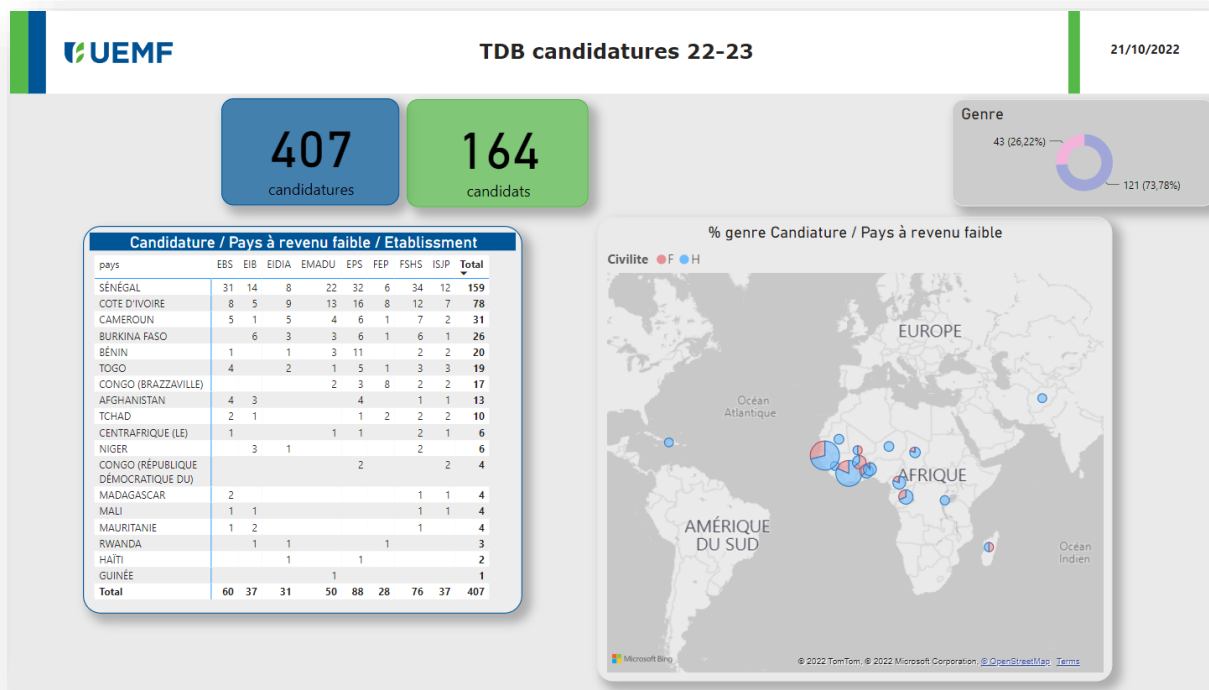 UEMF
TDB candidatures 22-23
21/10/2022
407
candidatures
164
candidats
Genre
43 (26,22%)
121 (73,78%)
Candidature / Pays à revenu faible / Etablissment
pays EBS EIB EIDIA EMADU EPS FEP FSHS ISJP Total
SÉNÉGAL 31 14 8 22 32 6 34 12 159
COTE D'IVOIRE 8 5 9 13 16 8 12 7 78
CAMEROUN 5 1 5 4 6 1 7 2 31
BURKINA FASO 6 3 3 6 1 6 1 26
BÉNIN 1 1 3 11 2 2 20
TOGO 4 2 1 5 1 3 3 19
CONGO (BRAZZAVILLE) 2 3 8 2 2 17
AFGHANISTAN 4 3 4 1 1 13
TCHAD 2 1 1 2 2 2 10
CENTRAFRIQUE (LE) 1 1 1 2 1 6
NIGER 3 1 2 6
CONGO (RÉPUBLIQUE
DÉMOCRATIQUE DU) 2 2 4
MADAGASCAR 2 1 1 4
MALI 1 1 1 1 4
MAURITANIE 1 2 1 4
RWANDA 1 1 1 3
HAÏTI 1 1 2
GUINÉE 1 1
Total 60 37 31 50 88 28 76 37 407
% genre Candiature / Pays à revenu faible
Civilite F H
EUROPE
Océan
Atlantique
AFRIQUE
AMÉRIQUE
DU SUD
Océan
Indien
Microsoft Bing
© 2022 TomTom, © 2022 Microsoft Corporation, © OpenStreetMap Terms